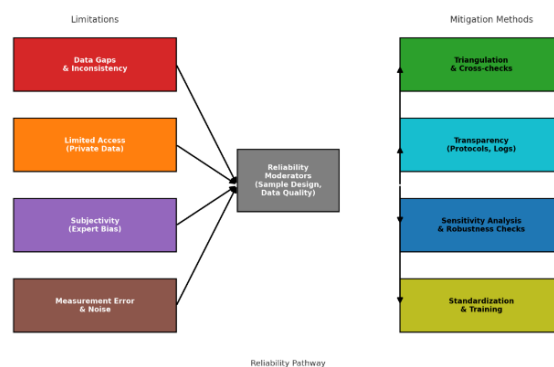 Limitations
Mitigation Methods
Data Gaps
& Inconsistency
Triangulation
& Cross-checks
Limited Access
(Private Data)
Transparency
(Protocols, Logs)
Reliability
Moderators
(Sample Design,
Data Quality)
Subjectivity
(Expert Bias)
Sensitivity Analysis
& Robustness Checks
Measurement Error
& Noise
Standardization
& Training
Reliability Pathway